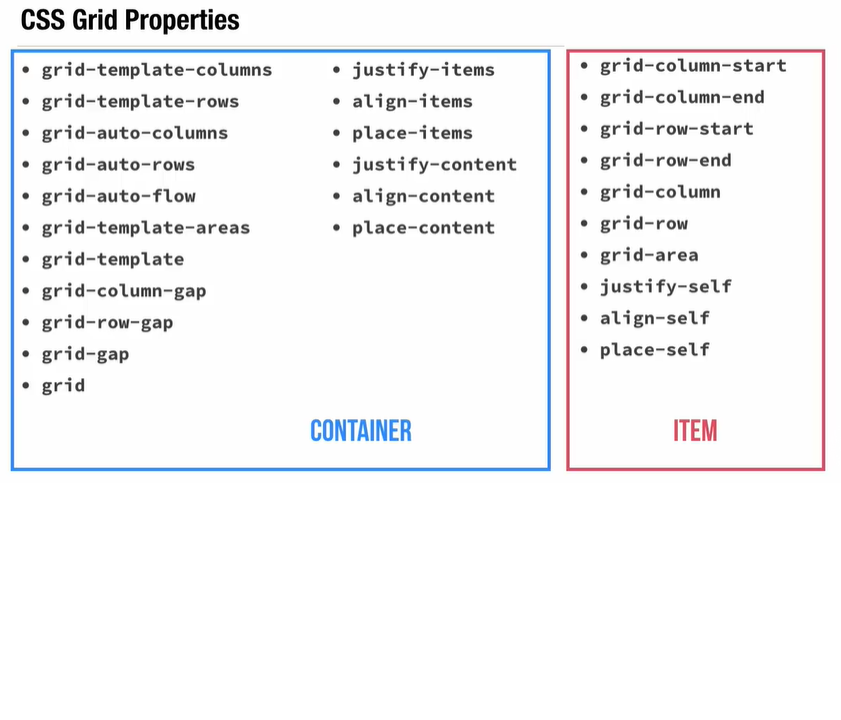 CSS Grid Properties
• grid-template-columns
• grid-template-rows
• grid-auto-columns
• grid-auto-rows
• grid-auto-flow
• grid-template-areas
• grid-template
• grid-column-gap
• grid-row-gap
• grid-gap
• grid
• justify-items
• align-items
• place-items
• justify-content
• align-content
• place-content
CONTAINER
• grid-column-start
• grid-column-end
• grid-row-start
• grid-row-end
• grid-column
• grid-row
• grid-area
• justify-self
• align-self
• place-self
ITEM